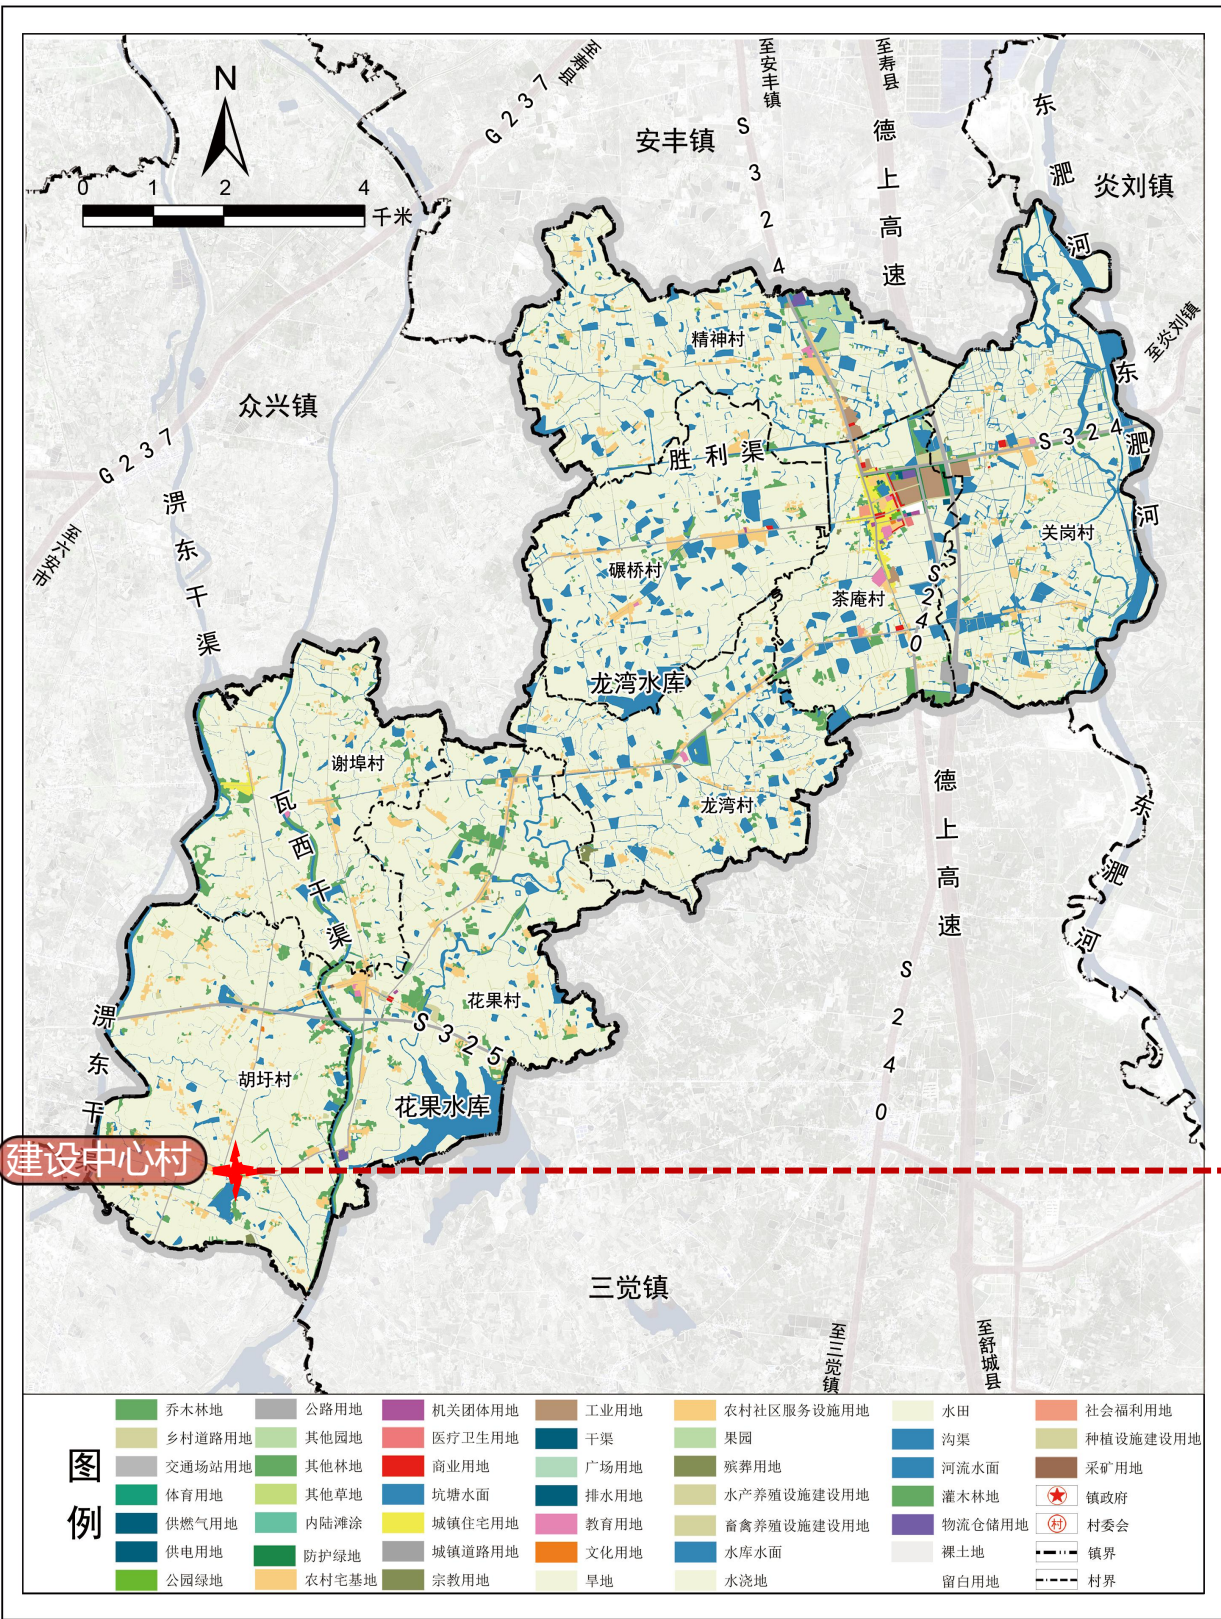 N
0 1 2 4 千米
G237
至寿县
至安丰镇
至寿县
安丰镇
S324
德上高速
东淝河
炎刘镇
至炎刘镇
众兴镇
G237
至六安市
淠东干渠
精神村
胜利渠
S324
东淝河
关岗村
碾桥村
茶庵村
S240
龙湾水库
谢埠村
瓦西干渠
龙湾村
德上高速
东淝河
S240
花果村
S325
淠东干
胡圩村
花果水库
建设中心村
三觉镇
至三觉镇
至舒城县
图例
乔木林地 公路用地 机关团体用地 工业用地 农村社区服务设施用地 水田 社会福利用地
乡村道路用地 其他园地 医疗卫生用地 干渠 果园 沟渠 种植设施建设用地
交通场站用地 其他林地 商业用地 广场用地 殡葬用地 河流水面 采矿用地
体育用地 其他草地 坑塘水面 排水用地 水产养殖设施建设用地 灌木林地 镇政府
供燃气用地 内陆滩涂 城镇住宅用地 教育用地 畜禽养殖设施建设用地 物流仓储用地 村 村委会
供电用地 防护绿地 城镇道路用地 文化用地 水库水面 裸土地 镇界
公园绿地 农村宅基地 宗教用地 旱地 水浇地 留白用地 村界